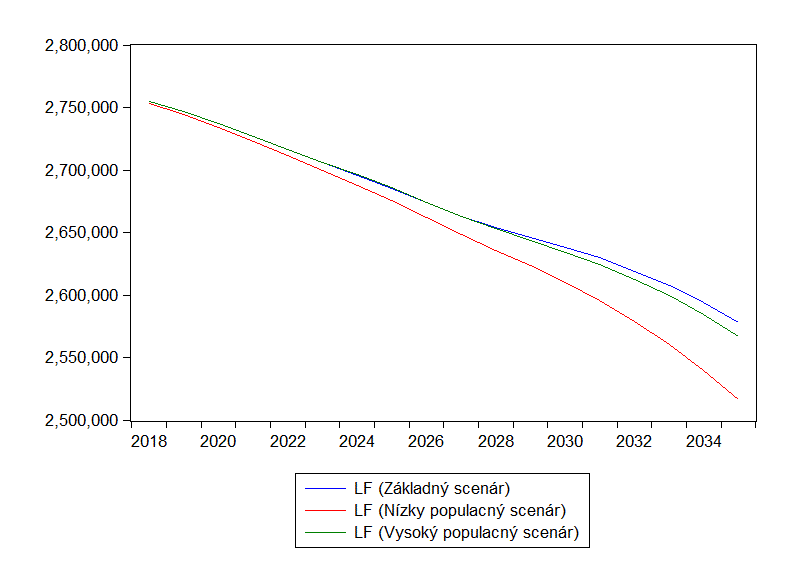 2,800,000
2,750,000
2,700,000
2,650,000
2,600,000
2,550,000
2,500,000
2018 2020 2022 2024 2026 2028 2030 2032 2034
LF (Základný scenár)
LF (Nízky populacný scenár)
LF (Vysoký populacný scenár)